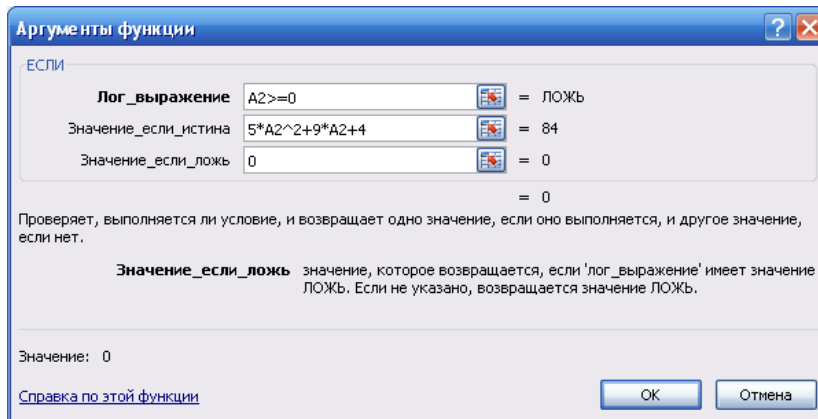 Аргументы функции
ЕСЛИ
Лог_выражение A2>=0 = ЛОЖЬ
Значение_если_истина 5*A2^2+9*A2+4 = 84
Значение_если_ложь 0 = 0
= 0
Проверяет, выполняется ли условие, и возвращает одно значение, если оно выполняется, и другое значение,
если нет.
Значение_если_ложь значение, которое возвращается, если 'лог_выражение' имеет значение
ЛОЖЬ. Если не указано, возвращается значение ЛОЖЬ.
Значение: 0
Справка по этой функции OK Отмена